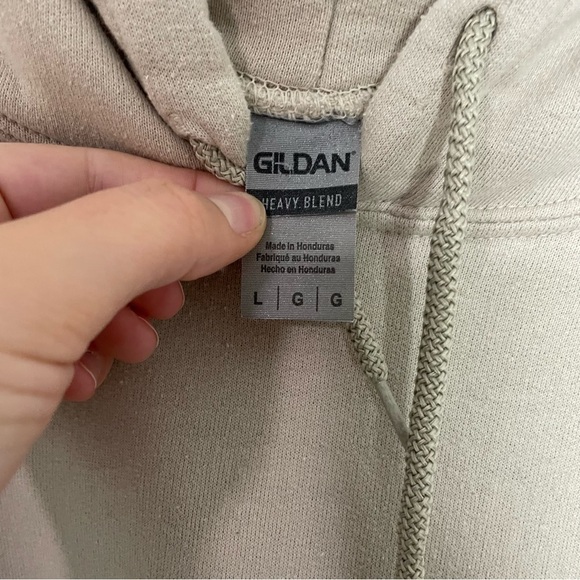 GILDAN®
HEAVY BLEND
Made in Honduras
Fabriqué au Honduras
Hecho en Honduras
L | G | G